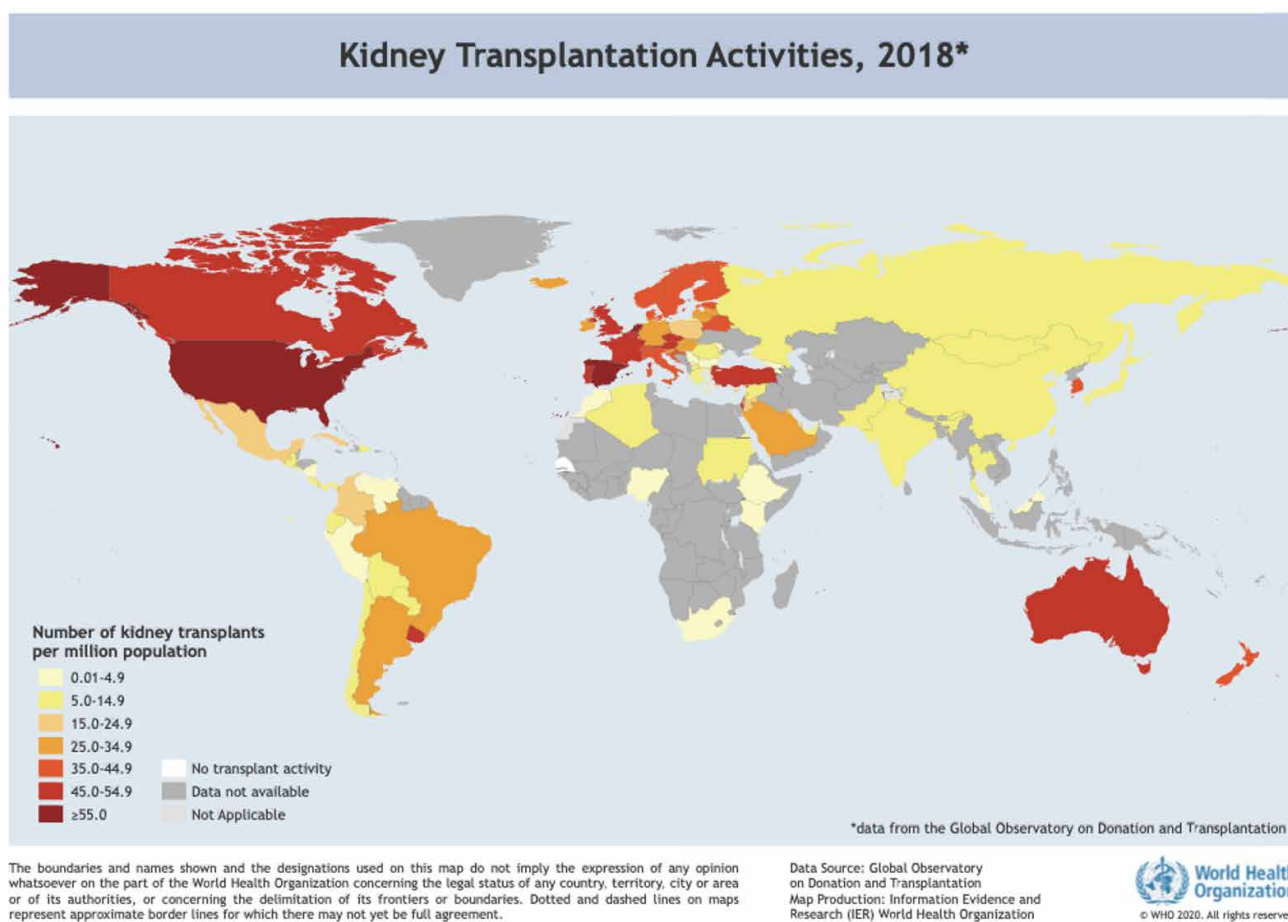 Kidney Transplantation Activities, 2018*
Number of kidney transplants
per million population
0.01-4.9
5.0-14.9
15.0-24.9
25.0-34.9
35.0-44.9
45.0-54.9
≥55.0
No transplant activity
Data not available
Not Applicable
*data from the Global Observatory on Donation and Transplantation
The boundaries and names shown and the designations used on this map do not imply the expression of any opinion
whatsoever on the part of the World Health Organization concerning the legal status of any country, territory, city or area
or of its authorities, or concerning the delimitation of its frontiers or boundaries. Dotted and dashed lines on maps
represent approximate border lines for which there may not yet be full agreement.
Data Source: Global Observatory
on Donation and Transplantation
Map Production: Information Evidence and
Research (IER) World Health Organization
World Health
Organization
© WHO 2020. All rights reserve